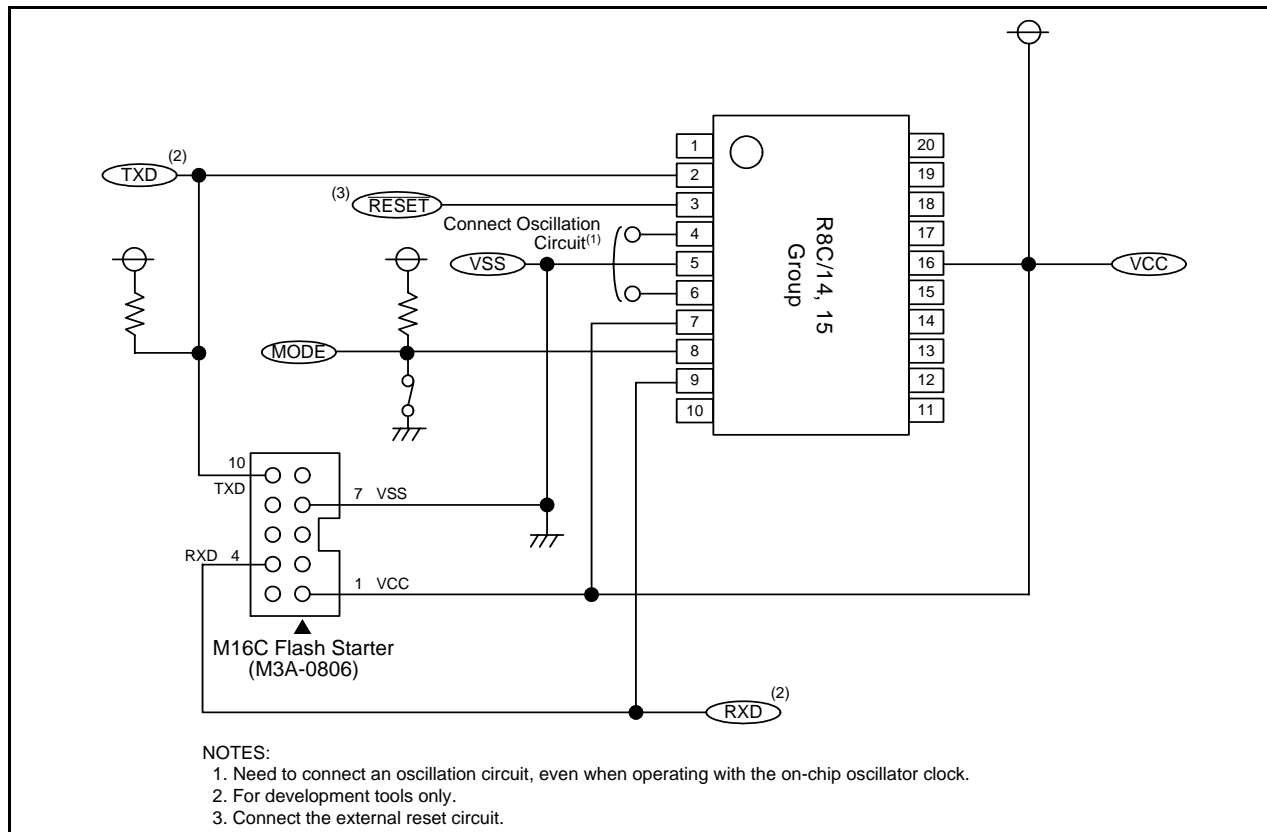 TXD
(2)
(3)
RESET
Connect Oscillation
Circuit(1)
VSS
MODE
1
2
3
4
5
6
7
8
9
10
R8C/14, 15
Group
20
19
18
17
16
15
14
13
12
11
VCC
10
TXD
7 VSS
RXD 4
1 VCC
M16C Flash Starter
(M3A-0806)
RXD
(2)
NOTES:
1. Need to connect an oscillation circuit, even when operating with the on-chip oscillator clock.
2. For development tools only.
3. Connect the external reset circuit.